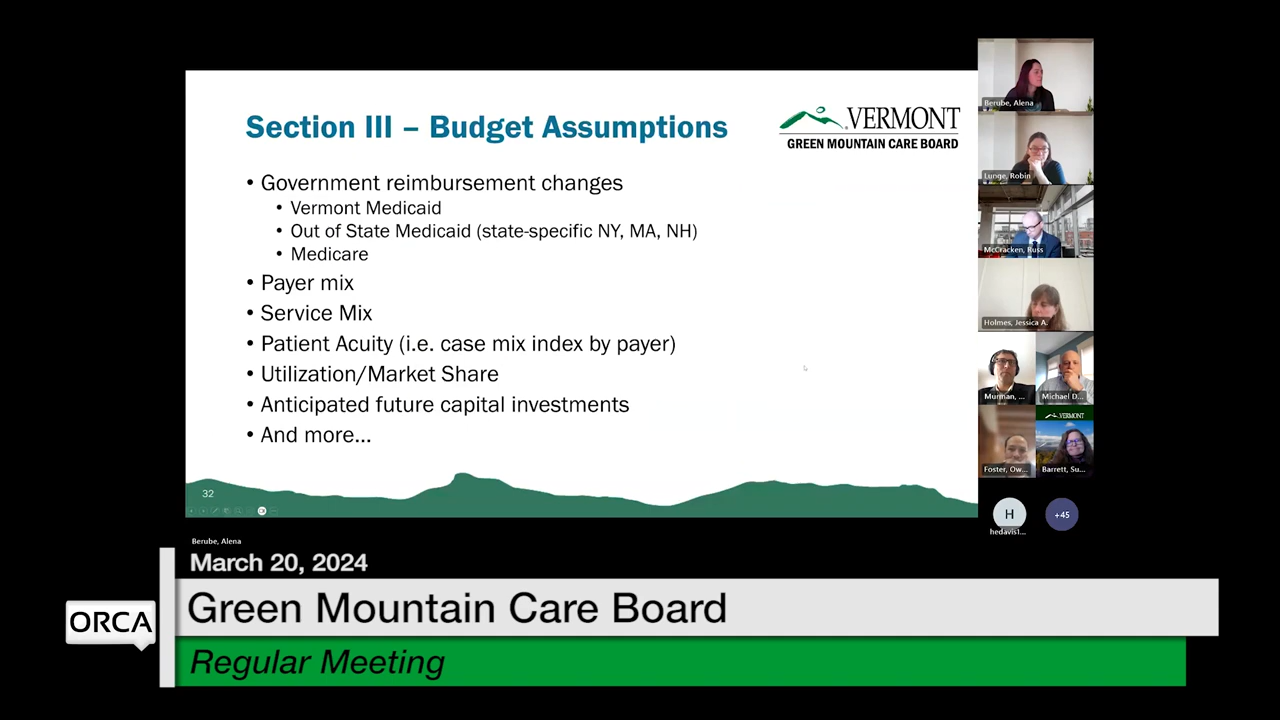 Section III – Budget Assumptions
VERMONT
GREEN MOUNTAIN CARE BOARD
• Government reimbursement changes
• Vermont Medicaid
• Out of State Medicaid (state-specific NY, MA, NH)
• Medicare
• Payer mix
• Service Mix
• Patient Acuity (i.e. case mix index by payer)
• Utilization/Market Share
• Anticipated future capital investments
• And more...
32
Berube, Alena
Lunge, Robin
McCracken, Russ
Holmes, Jessica A.
Murman, ...
Michael D...
VERMONT
Foster, Ow...
Barrett, Su...
H
+45
hedavis1...
Berube, Alena
March 20, 2024
ORCA
Green Mountain Care Board
Regular Meeting